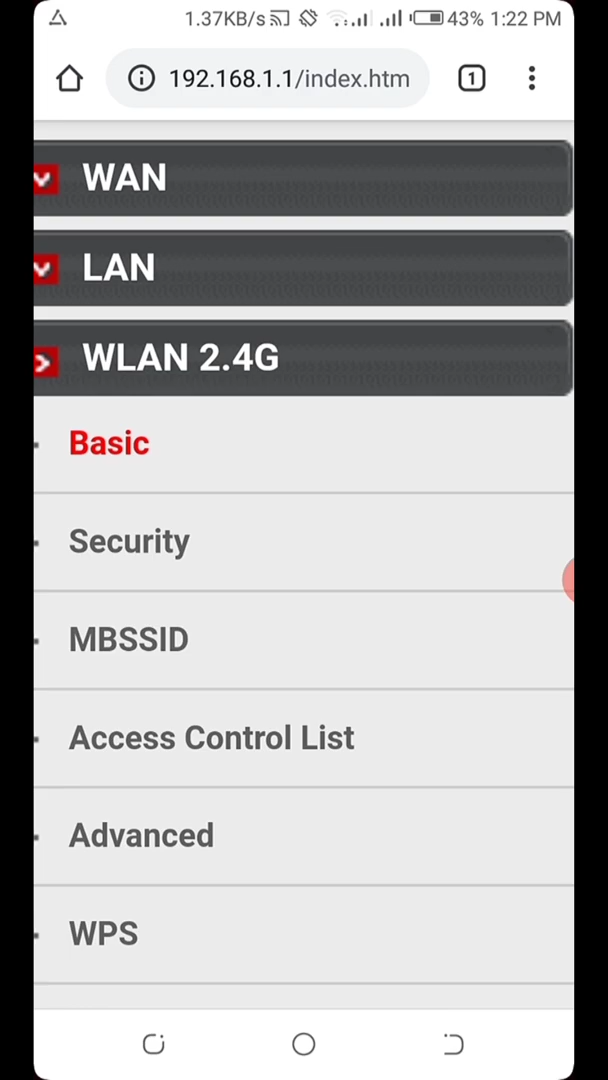 1.37KB/s 43% 1:22 PM
192.168.1.1/index.htm 1
WAN
LAN
WLAN 2.4G
Basic
Security
MBSSID
Access Control List
Advanced
WPS